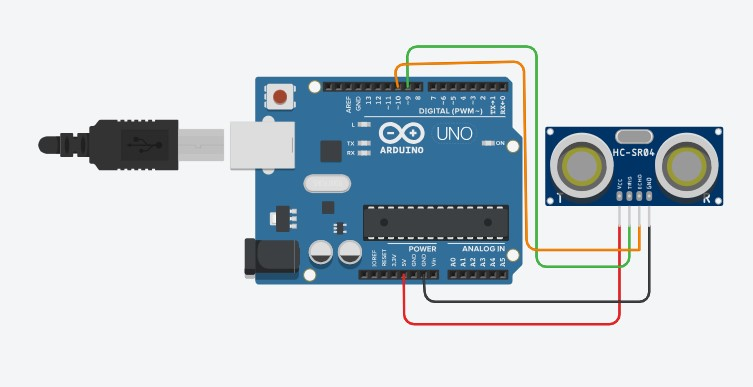 AREF
GND
13
12
~11
~10
~9
8
7
~6
~5
4
~3
2
TX→1
RX←0
DIGITAL (PWM~)
L
TX
RX
ARDUINO
UNO
ON
HC-SR04
Vcc
TRIG
ECHO
GND
T
R
POWER
ANALOG IN
IOREF
RESET
3.3V
5V
GND
GND
Vin
A0
A1
A2
A3
A4
A5